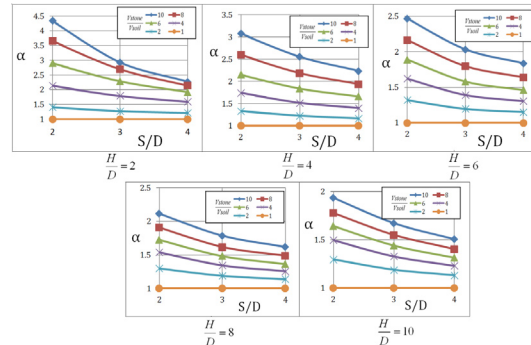 4.5
4
3.5
3
2.5
2
1.5
1
α
γstone
γsoil
10 8
6 4
2 1
2 3 4
S/D
H/D = 2
4
3.5
3
2.5
2
1.5
1
α
γstone
γsoil
10 8
6 4
2 1
2 3 4
S/D
H/D = 4
2.5
2
1.5
1
α
γstone
γsoil
10 8
6 4
2 1
2 3 4
S/D
H/D = 6
2.5
2
1.5
1
α
γstone
γsoil
10 8
6 4
2 1
2 3 4
S/D
H/D = 8
2
1.5
1
α
γstone
γsoil
10 8
6 4
2 1
2 3 4
S/D
H/D = 10